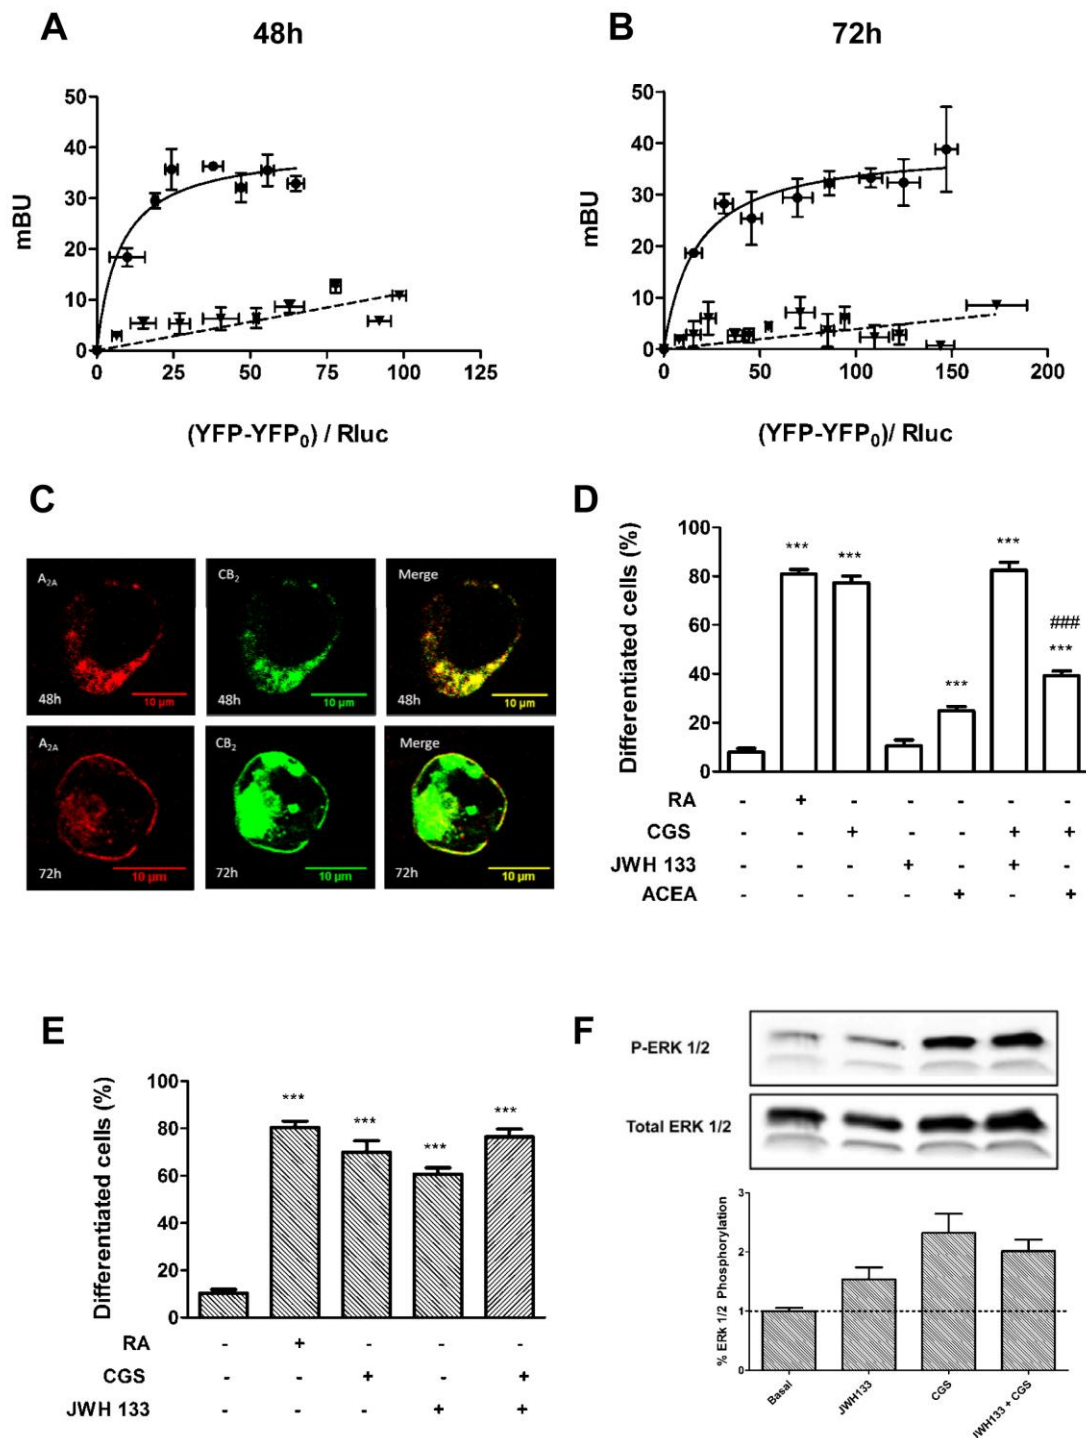 A 48h
B 72h
50
40
30
20
10
0
mBU
0 25 50 75 100 125
(YFP-YFP₀) / Rluc
50
40
30
20
10
0
mBU
0 50 100 150 200
(YFP-YFP₀)/ Rluc
C
A₂A
48h
10 μm
CB₂
48h
10 μm
Merge
48h
10 μm
A₂A
72h
10 μm
CB₂
72h
10 μm
Merge
72h
10 μm
D
Differentiated cells (%)
100
80
60
40
20
0
*** *** *** *** ### ***
RA - + - - - - -
CGS - - + - - + +
JWH 133 - - - + - + -
ACEA - - - - + - +
E
Differentiated cells (%)
100
80
60
40
20
0
*** *** *** ***
RA - + - - -
CGS - - + - +
JWH 133 - - - + +
F
P-ERK 1/2
Total ERK 1/2
% ERk 1/2 Phosphorylation
3
2
1
0
Basal JWH133 CGS JWH133 + CGS